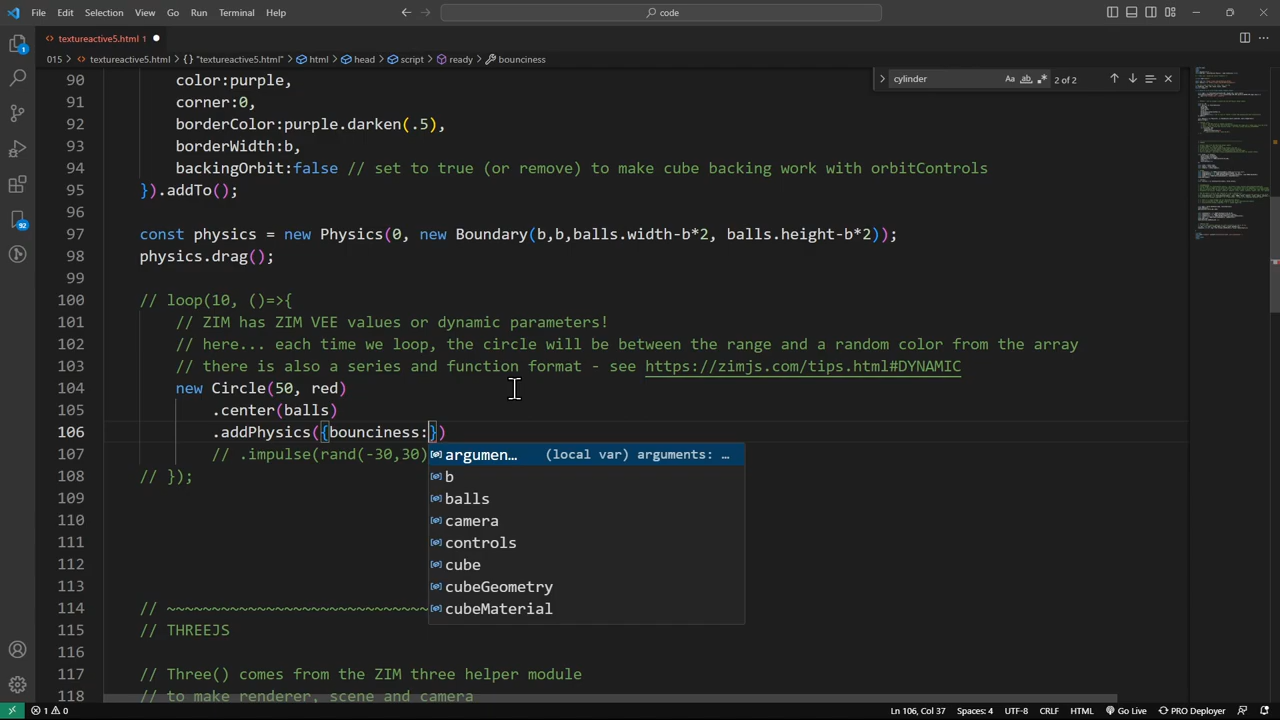 File Edit Selection View Go Run Terminal Help
code
textureactive5.html 1
015 textureactive5.html {} "textureactive5.html" html head script ready bounciness
cylinder Aa ab 2 of 2
90 color:purple,
91 corner:0,
92 borderColor:purple.darken(.5),
93 borderWidth:b,
94 backingOrbit:false // set to true (or remove) to make cube backing work with orbitControls
95 }).addTo();
96
97 const physics = new Physics(0, new Boundary(b,b,balls.width-b*2, balls.height-b*2));
98 physics.drag();
99
100 // loop(10, ()=>{
101 // ZIM has ZIM VEE values or dynamic parameters!
102 // here... each time we loop, the circle will be between the range and a random color from the array
103 // there is also a series and function format - see https://zimjs.com/tips.html#DYNAMIC
104 new Circle(50, red)
105 .center(balls)
106 .addPhysics({bounciness:})
107 // .impulse(rand(-30,30)
108 // });
109
110
111
112
113
114 // ~~~~~~~~~~~~~~~~~~~~~~~~~~~~~
115 // THREEJS
116
117 // Three() comes from the ZIM three helper module
118 // to make renderer, scene and camera
argumen… (local var) arguments: …
b
balls
camera
controls
cube
cubeGeometry
cubeMaterial
1
92
1 0 Ln 106, Col 37 Spaces: 4 UTF-8 CRLF HTML Go Live PRO Deployer